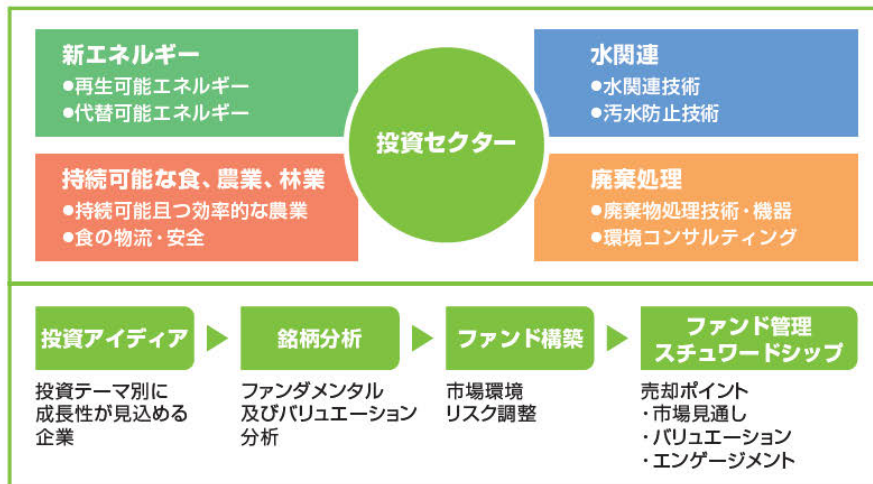 新エネルギー
●再生可能エネルギー
●代替可能エネルギー
水関連
●水関連技術
●汚水防止技術
投資セクター
持続可能な食、農業、林業
●持続可能且つ効率的な農業
●食の物流・安全
廃棄処理
●廃棄物処理技術・機器
●環境コンサルティング
投資アイディア
投資テーマ別に
成長性が見込める
企業
銘柄分析
ファンダメンタル
及びバリュエーション
分析
ファンド構築
市場環境
リスク調整
ファンド管理
スチュワードシップ
売却ポイント
・市場見通し
・バリュエーション
・エンゲージメント